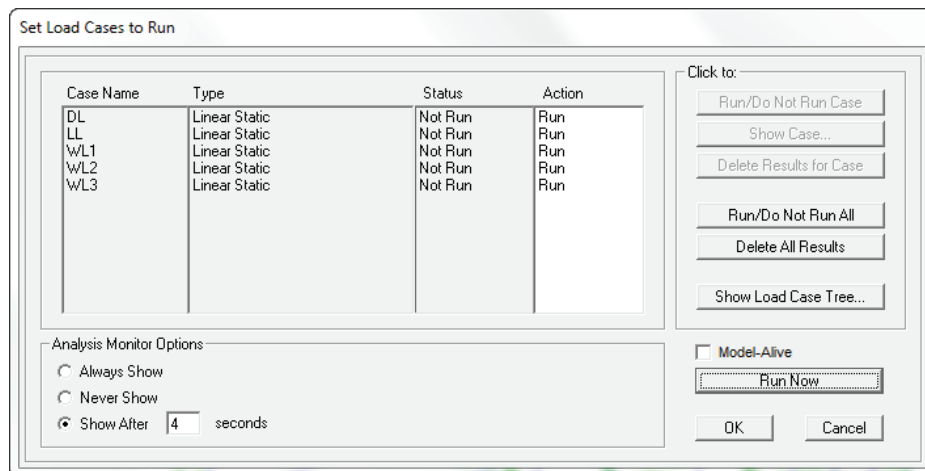 Set Load Cases to Run
Case Name Type Status Action
DL Linear Static Not Run Run
LL Linear Static Not Run Run
WL1 Linear Static Not Run Run
WL2 Linear Static Not Run Run
WL3 Linear Static Not Run Run
Click to:
Run/Do Not Run Case
Show Case...
Delete Results for Case
Run/Do Not Run All
Delete All Results
Show Load Case Tree...
Analysis Monitor Options
Always Show
Never Show
Show After 4 seconds
Model-Alive
Run Now
OK Cancel